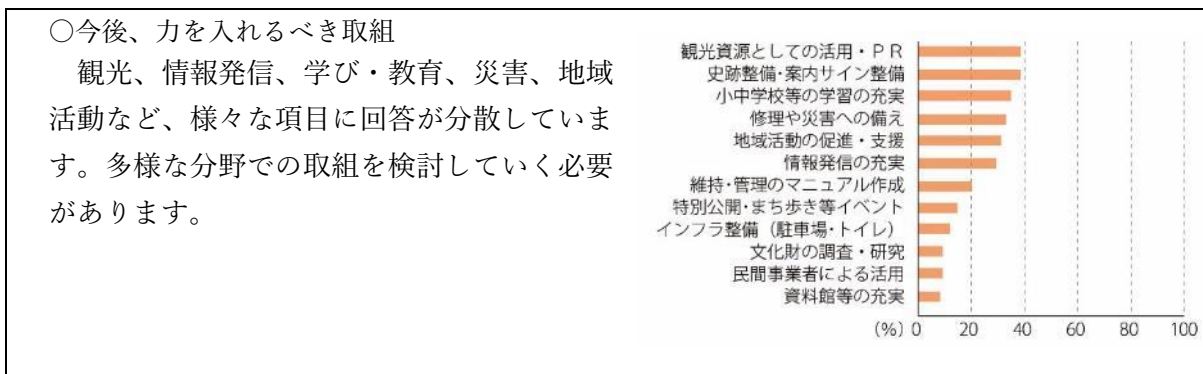 ○今後、力を入れるべき取組
　観光、情報発信、学び・教育、災害、地域
活動など、様々な項目に回答が分散していま
す。多様な分野での取組を検討していく必要
があります。
観光資源としての活用・ＰＲ
史跡整備・案内サイン整備
小中学校等の学習の充実
修理や災害への備え
地域活動の促進・支援
情報発信の充実
維持・管理のマニュアル作成
特別公開・まち歩き等イベント
インフラ整備（駐車場・トイレ）
文化財の調査・研究
民間事業者による活用
資料館等の充実
(%) 0 20 40 60 80 100